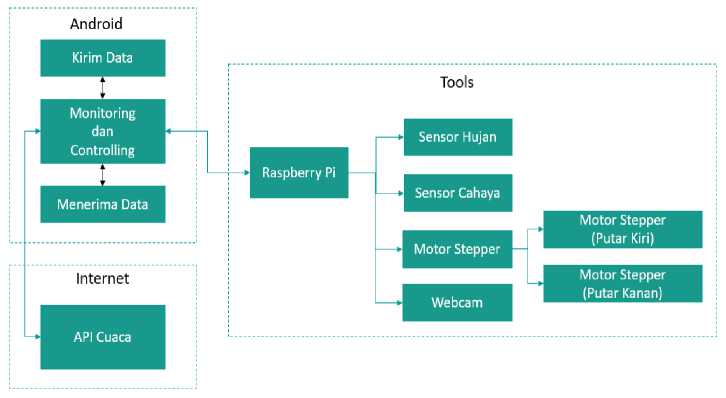 Android
Kirim Data
Monitoring
dan
Controlling
Menerima Data
Internet
API Cuaca
Tools
Raspberry Pi
Sensor Hujan
Sensor Cahaya
Motor Stepper
Webcam
Motor Stepper
(Putar Kiri)
Motor Stepper
(Putar Kanan)